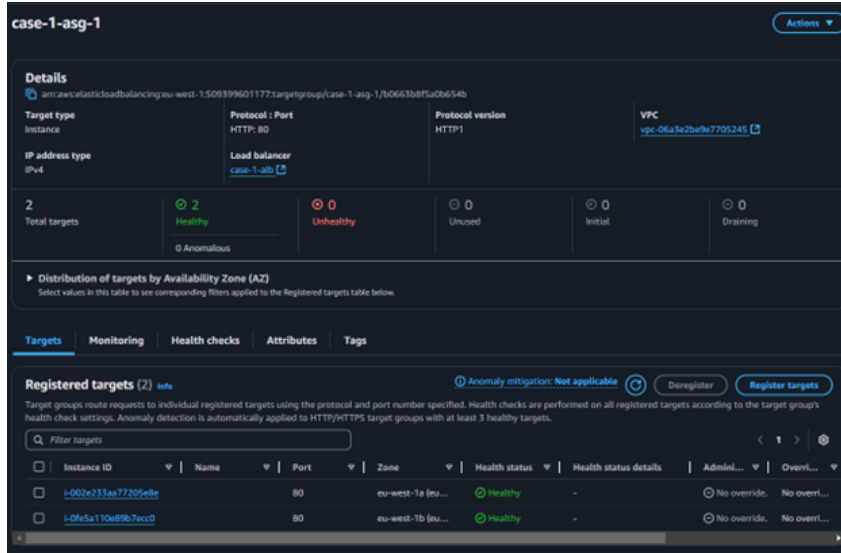 case-1-asg-1
Actions
Details
arn:aws:elasticloadbalancing:eu-west-1:509399601177:targetgroup/case-1-asg-1/b0663b8f5a0b654b
Target type
Instance
Protocol : Port
HTTP: 80
Protocol version
HTTP1
VPC
vpc-06a3e2be9e7705245
IP address type
IPv4
Load balancer
case-1-alb
2
Total targets
2
Healthy
0 Anomalous
0
Unhealthy
0
Unused
0
Initial
0
Draining
Distribution of targets by Availability Zone (AZ)
Select values in this table to see corresponding filters applied to the Registered targets table below.
Targets Monitoring Health checks Attributes Tags
Registered targets (2) Info
Anomaly mitigation: Not applicable
Deregister
Register targets
Target groups route requests to individual registered targets using the protocol and port number specified. Health checks are performed on all registered targets according to the target group's
health check settings. Anomaly detection is automatically applied to HTTP/HTTPS target groups with at least 3 healthy targets.
Filter targets
1
Instance ID Name Port Zone Health status Health status details Admini... Overri...
i-002e233aa77205e8e 80 eu-west-1a (eu... Healthy - No override. No overri...
i-0fe5a110e89b7ecc0 80 eu-west-1b (eu... Healthy - No override. No overri...